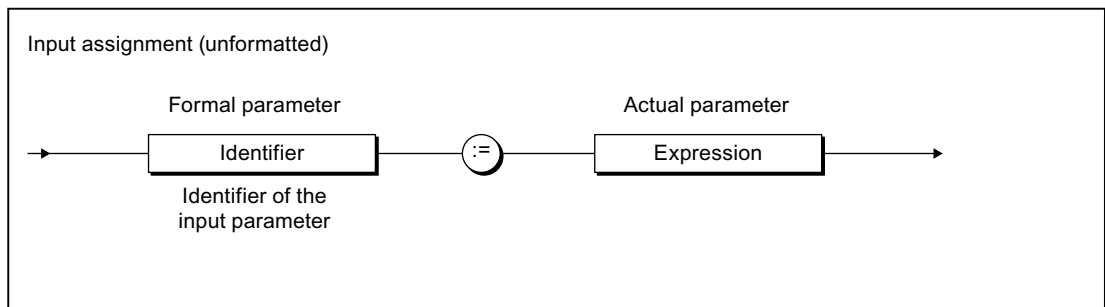 Input assignment (unformatted)
Formal parameter
Actual parameter
Identifier
:=
Expression
Identifier of the
input parameter